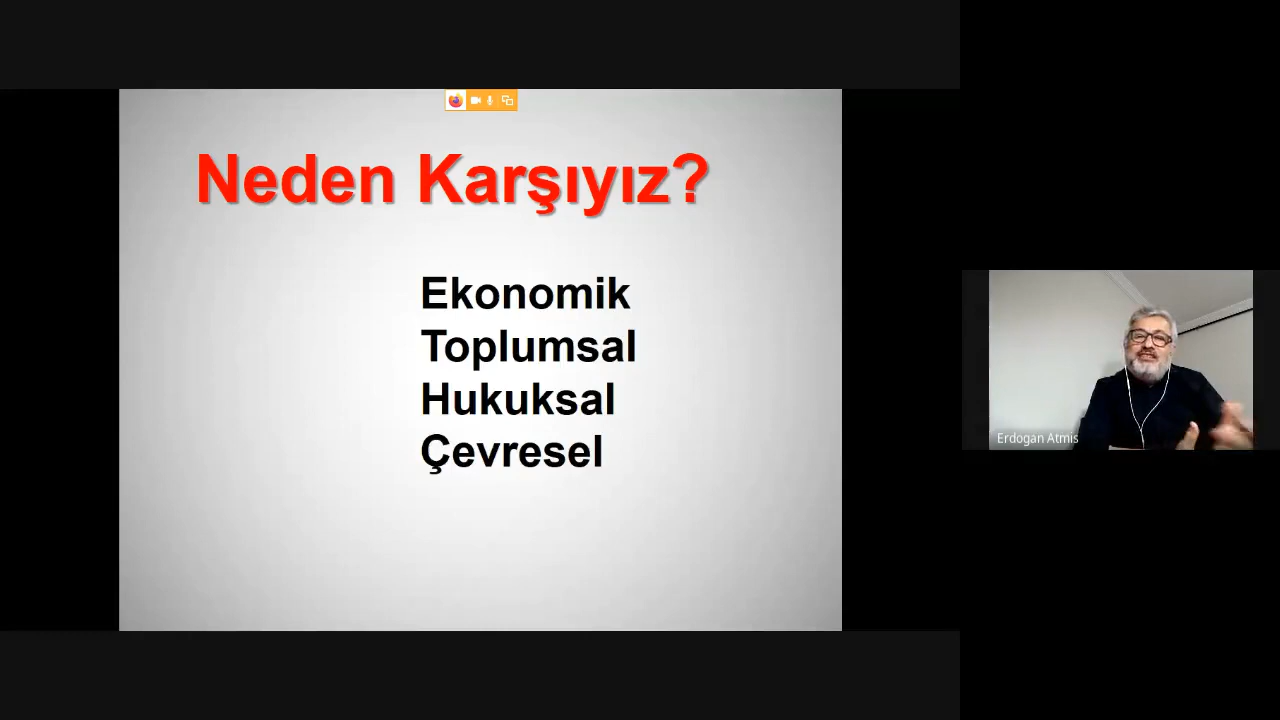 Neden Karşıyız?
Ekonomik
Toplumsal
Hukuksal
Çevresel
Erdogan Atmis